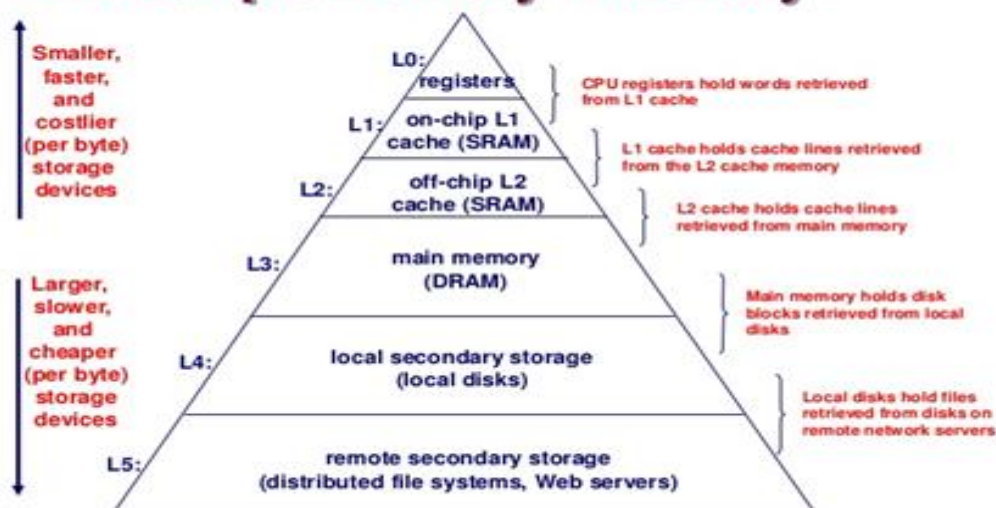 Smaller,
faster,
and
costlier
(per byte)
storage
devices
Larger,
slower,
and
cheaper
(per byte)
storage
devices
L0:
registers
L1:
on-chip L1
cache (SRAM)
L2:
off-chip L2
cache (SRAM)
L3:
main memory
(DRAM)
L4:
local secondary storage
(local disks)
L5:
remote secondary storage
(distributed file systems, Web servers)
CPU registers hold words retrieved
from L1 cache
L1 cache holds cache lines retrieved
from the L2 cache memory
L2 cache holds cache lines
retrieved from main memory
Main memory holds disk
blocks retrieved from local
disks
Local disks hold files
retrieved from disks on
remote network servers